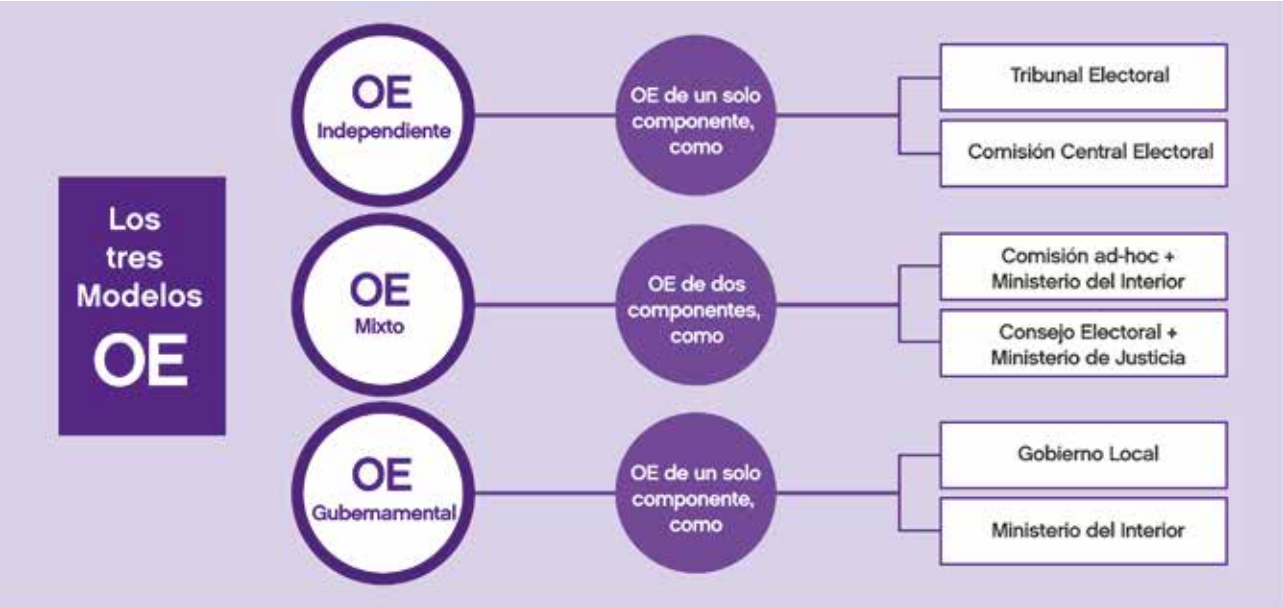 Los
tres
Modelos
OE
OE
Independiente
OE de un solo
componente,
como
Tribunal Electoral
Comisión Central Electoral
OE
Mixto
OE de dos
componentes,
como
Comisión ad-hoc +
Ministerio del Interior
Consejo Electoral +
Ministerio de Justicia
OE
Gubernamental
OE de un solo
componente,
como
Gobierno Local
Ministerio del Interior